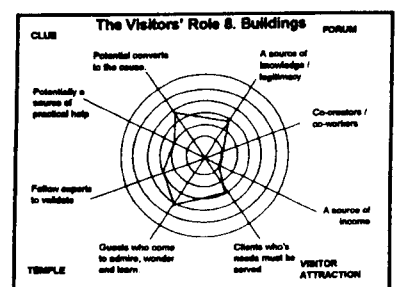 The Visitors' Role 8. Buildings
CLUB
FORUM
Potential converts
to the cause.
A source of
knowledge /
legitimacy
Potentially a
source of
practical help
Co-creators /
co-workers
Fellow experts
to validate
A source of
income
Guests who come
to admire, wonder
and learn
Clients who's
needs must be
served
TEMPLE
VISITOR
ATTRACTION